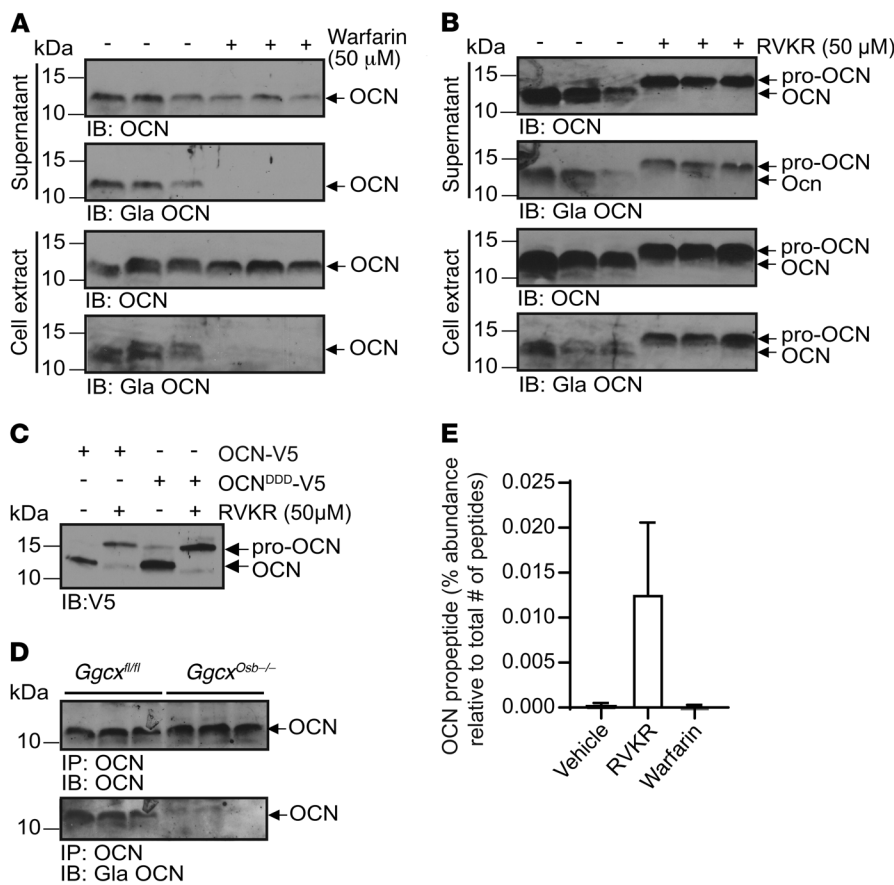 A
kDa
- - - + + + Warfarin
(50 μM)
Supernatant
15
10
OCN
IB: OCN
15
10
OCN
IB: Gla OCN
Cell extract
15
10
OCN
IB: OCN
15
10
OCN
IB: Gla OCN
B
kDa
- - - + + + RVKR (50 μM)
Supernatant
15
10
pro-OCN
OCN
IB: OCN
15
10
pro-OCN
Ocn
IB: Gla OCN
Cell extract
15
10
pro-OCN
OCN
IB: OCN
15
10
pro-OCN
OCN
IB: Gla OCN
C
+ + - - OCN-V5
- - + + OCNDDD-V5
kDa
- + - + RVKR (50μM)
15
10
pro-OCN
OCN
IB:V5
D
Ggcxfl/fl GgcxOsb–/–
kDa
10
OCN
IP: OCN
IB: OCN
10
OCN
IP: OCN
IB: Gla OCN
E
OCN propeptide (% abundance
relative to total # of peptides)
0.025
0.020
0.015
0.010
0.005
0.000
Vehicle
RVKR
Warfarin